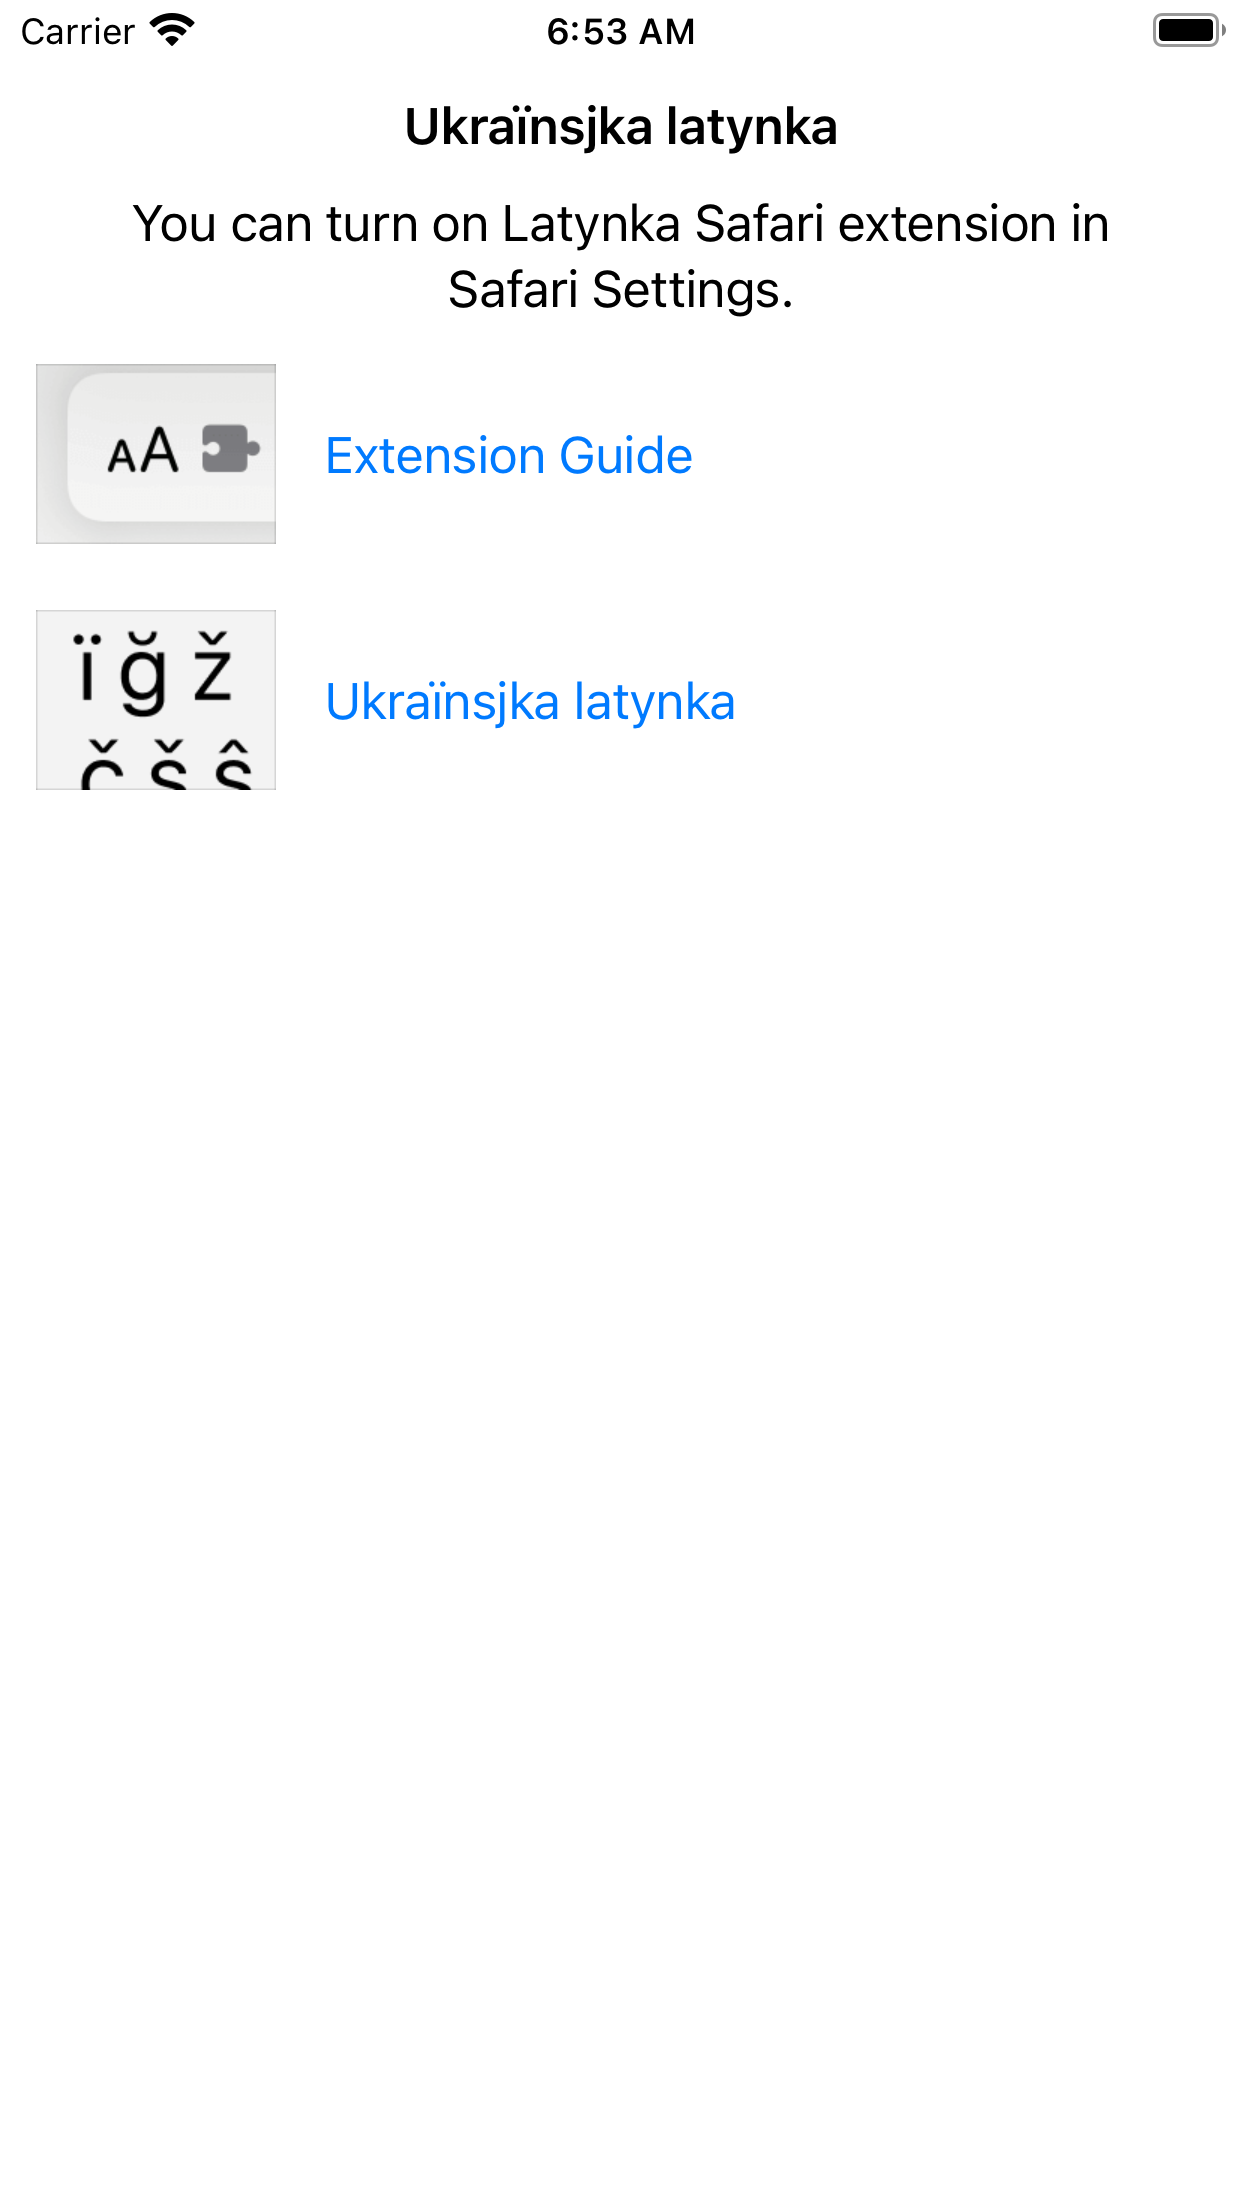 Carrier 6:53 AM
Ukraïnsjka latynka
You can turn on Latynka Safari extension in
Safari Settings.
AA
Extension Guide
ï ğ ž
č š ŝ
Ukraïnsjka latynka